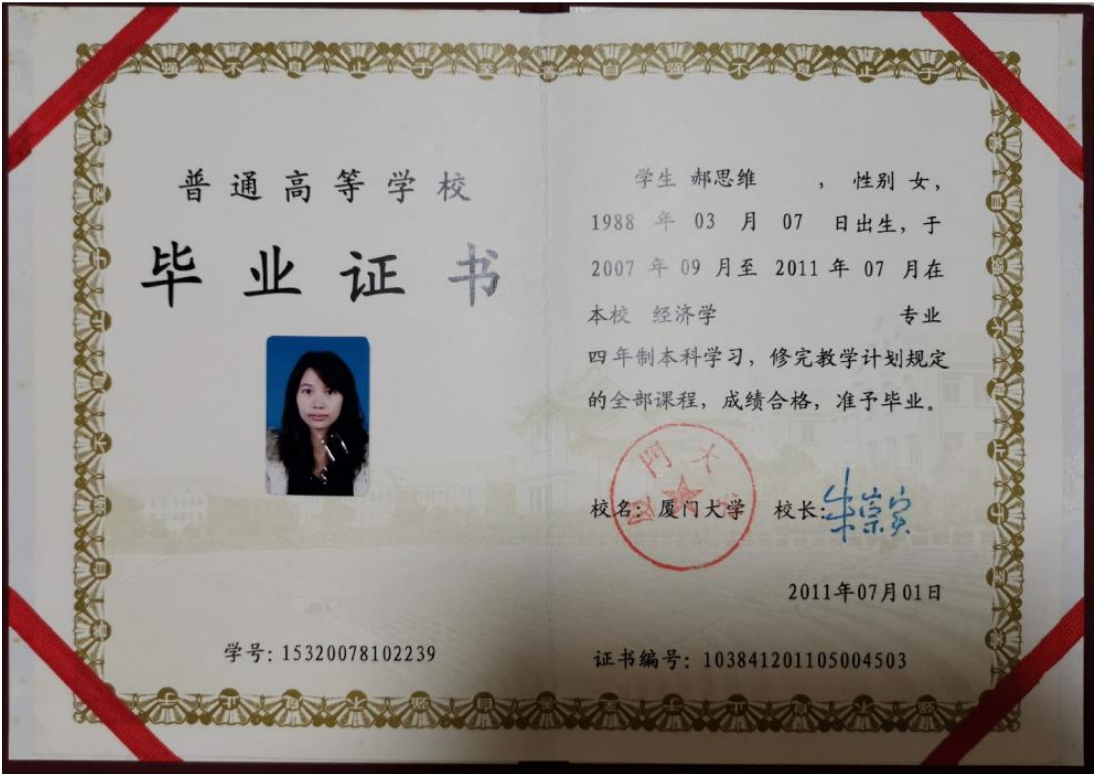 普通高等学校
毕业证书
学号：15320078102239
学生 郝思维 ，性别 女，
1988 年 03 月 07 日出生，于
2007 年 09 月至 2011 年 07 月在
本校 经济学 专业
四年制本科学习，修完教学计划规定
的全部课程，成绩合格，准予毕业。
校名：厦门大学 校长：朱崇实
2011年07月01日
证书编号：103841201105004503